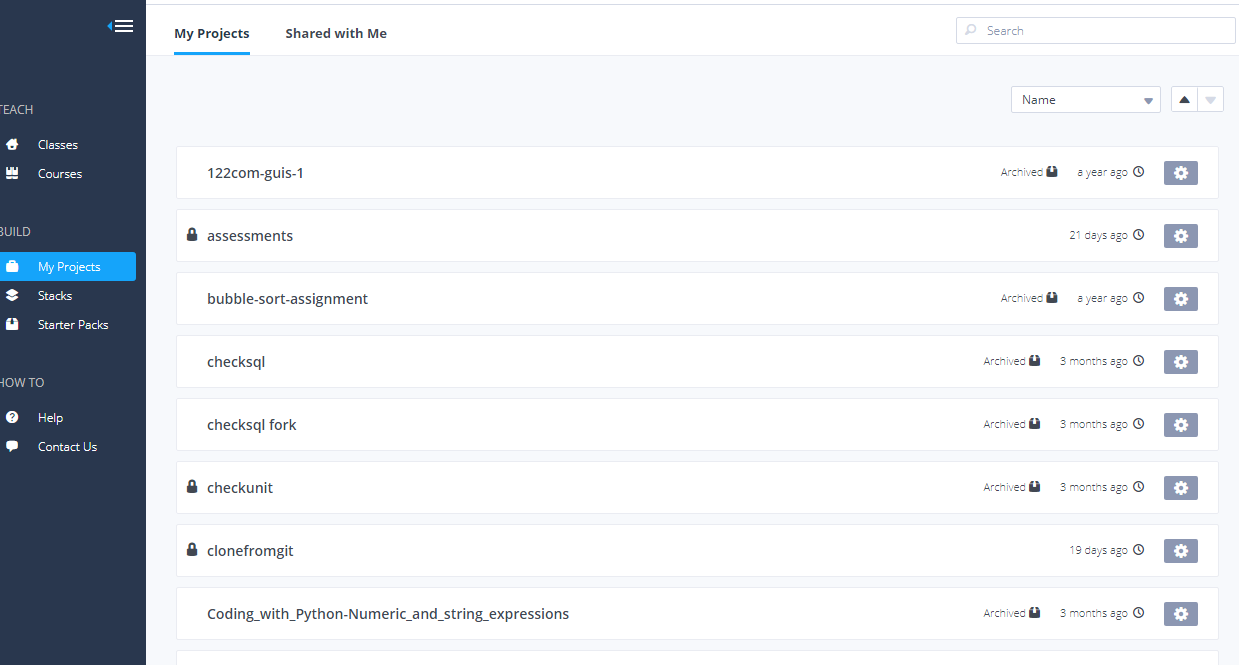 My Projects Shared with Me Search
Name
TEACH
Classes
Courses
BUILD
My Projects
Stacks
Starter Packs
HOW TO
Help
Contact Us
122com-guis-1 Archived a year ago
assessments 21 days ago
bubble-sort-assignment Archived a year ago
checksql Archived 3 months ago
checksql fork Archived 3 months ago
checkunit Archived 3 months ago
clonefromgit 19 days ago
Coding_with_Python-Numeric_and_string_expressions Archived 3 months ago